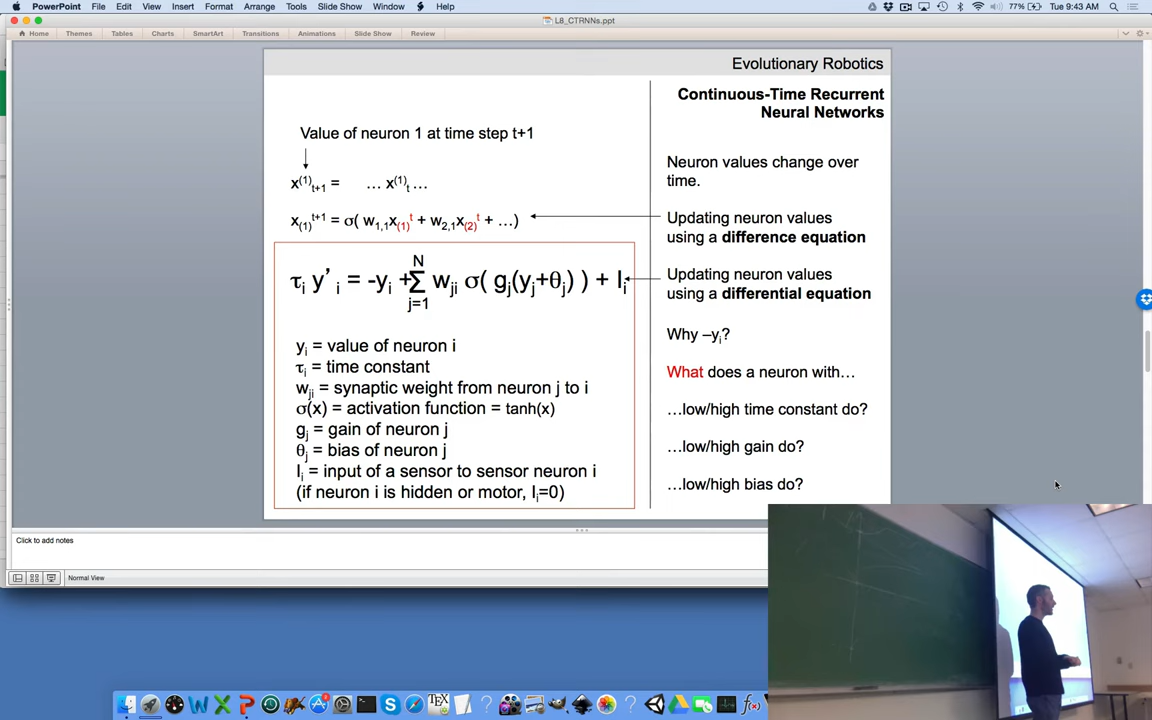 PowerPoint File Edit View Insert Format Arrange Tools Slide Show Window Help
77% Tue 9:43 AM
L8_CTRNNs.ppt
Home Themes Tables Charts SmartArt Transitions Animations Slide Show Review
Evolutionary Robotics
Continuous-Time Recurrent
Neural Networks
Value of neuron 1 at time step t+1
x(1)t+1 = … x(1)t …
x(1)t+1 = σ( w1,1x(1)t + w2,1x(2)t + …)
τi y’i = -yi + N Σ j=1 wji σ( gj(yj+θj) ) + Ii
yi = value of neuron i
τi = time constant
wji = synaptic weight from neuron j to i
σ(x) = activation function = tanh(x)
gj = gain of neuron j
θj = bias of neuron j
Ii = input of a sensor to sensor neuron i
(if neuron i is hidden or motor, Ii=0)
Neuron values change over
time.
Updating neuron values
using a difference equation
Updating neuron values
using a differential equation
Why –yi?
What does a neuron with…
…low/high time constant do?
…low/high gain do?
…low/high bias do?
Click to add notes
Normal View